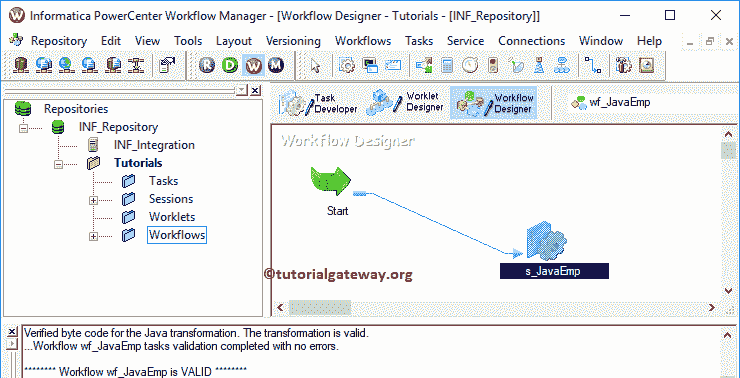 Informatica PowerCenter Workflow Manager - [Workflow Designer - Tutorials - [INF_Repository]]
Repository Edit View Tools Layout Versioning Workflows Tasks Service Connections Window Help
R D W M
Repositories
INF_Repository
INF_Integration
Tutorials
Tasks
Sessions
Worklets
Workflows
Task Developer
Worklet Designer
Workflow Designer
wf_JavaEmp
Workflow Designer
Start
s_JavaEmp
©tutorialgateway.org
Verified byte code for the Java transformation. The transformation is valid.
...Workflow wf_JavaEmp tasks validation completed with no errors.
******** Workflow wf_JavaEmp is VALID ********